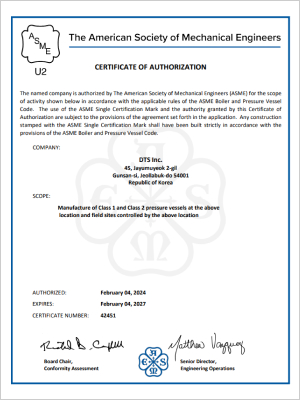 ASME
The American Society of Mechanical Engineers
U2
CERTIFICATE OF AUTHORIZATION
The named company is authorized by The American Society of Mechanical Engineers (ASME) for the scope
of activity shown below in accordance with the applicable rules of the ASME Boiler and Pressure Vessel
Code. The use of the ASME Single Certification Mark and the authority granted by this Certificate of
Authorization are subject to the provisions of the agreement set forth in the application. Any construction
stamped with the ASME Single Certification Mark shall have been built strictly in accordance with the
provisions of the ASME Boiler and Pressure Vessel Code.
COMPANY:
DTS Inc.
45, Jayumuyeok 2-gil
Gunsan-si, Jeollabuk-do 54001
Republic of Korea
SCOPE:
Manufacture of Class 1 and Class 2 pressure vessels at the above
location and field sites controlled by the above location
AUTHORIZED: February 04, 2024
EXPIRES: February 04, 2027
CERTIFICATE NUMBER: 42451
Board Chair,
Conformity Assessment
ASME
Senior Director,
Engineering Operations